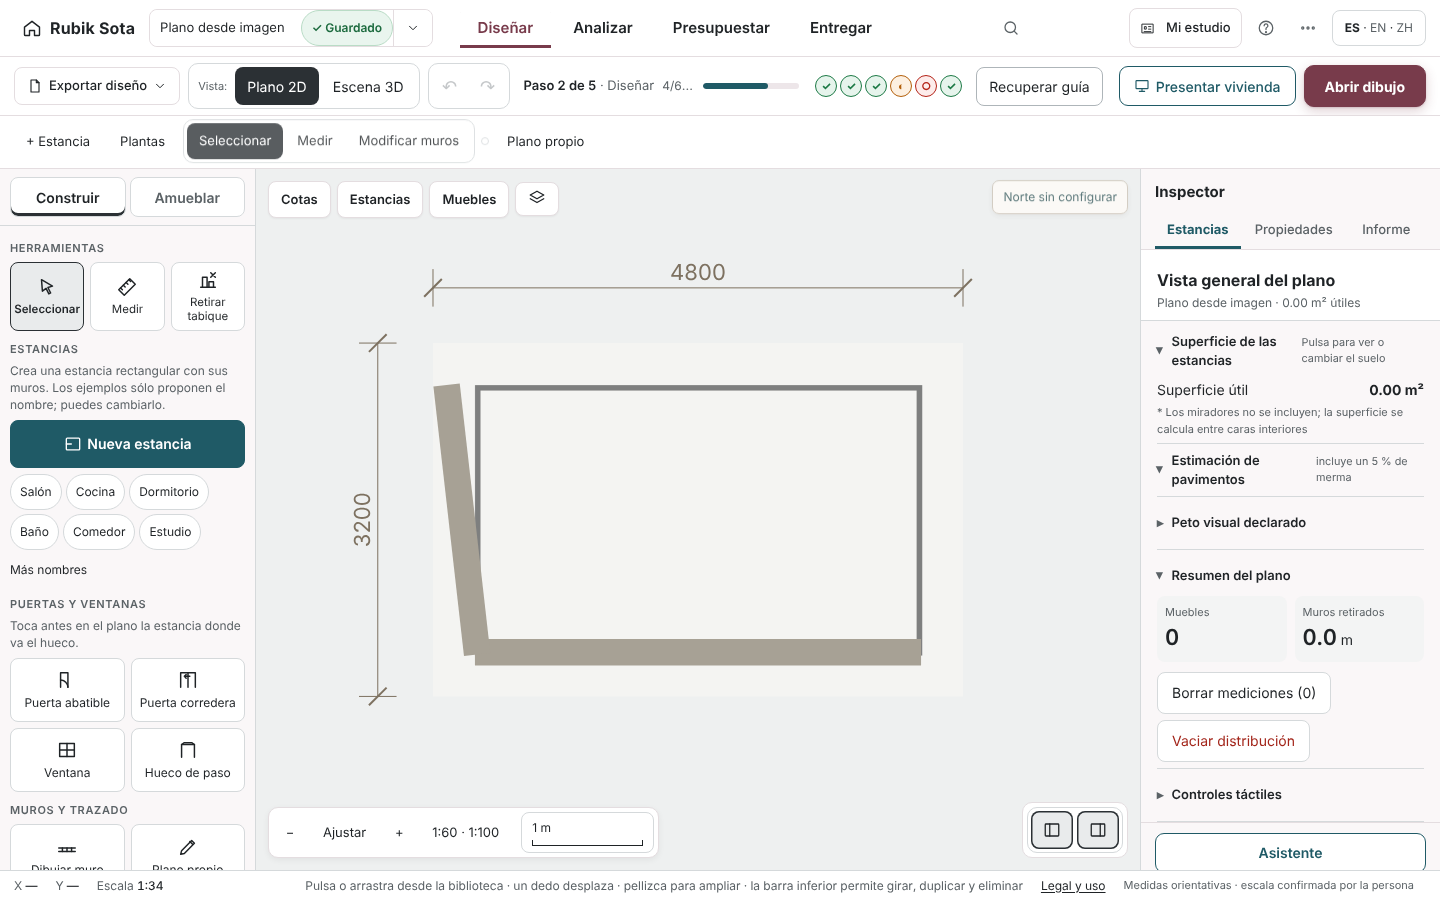 Rubik Sota
Plano desde imagen
✓ Guardado
Diseñar
Analizar
Presupuestar
Entregar
Mi estudio
ES · EN · ZH
Exportar diseño
Vista:
Plano 2D
Escena 3D
Paso 2 de 5 · Diseñar 4/6...
Recuperar guía
Presentar vivienda
Abrir dibujo
+ Estancia
Plantas
Seleccionar
Medir
Modificar muros
Plano propio
Construir
Amueblar
HERRAMIENTAS
Seleccionar
Medir
Retirar
tabique
ESTANCIAS
Crea una estancia rectangular con sus
muros. Los ejemplos sólo proponen el
nombre; puedes cambiarlo.
Nueva estancia
Salón
Cocina
Dormitorio
Baño
Comedor
Estudio
Más nombres
PUERTAS Y VENTANAS
Toca antes en el plano la estancia donde
va el hueco.
Puerta abatible
Puerta corredera
Ventana
Hueco de paso
MUROS Y TRAZADO
Dibujar muro
Plano propio
Cotas
Estancias
Muebles
Norte sin configurar
4800
3200
−
Ajustar
+
1:60 · 1:100
1 m
Inspector
Estancias
Propiedades
Informe
Vista general del plano
Plano desde imagen · 0.00 m² útiles
Superficie de las
estancias
Pulsa para ver o
cambiar el suelo
Superficie útil
0.00 m²
* Los miradores no se incluyen; la superficie se
calcula entre caras interiores
Estimación de
pavimentos
incluye un 5 % de
merma
Peto visual declarado
Resumen del plano
Muebles
0
Muros retirados
0.0 m
Borrar mediciones (0)
Vaciar distribución
Controles táctiles
Asistente
X —
Y —
Escala 1:34
Pulsa o arrastra desde la biblioteca · un dedo desplaza · pellizca para ampliar · la barra inferior permite girar, duplicar y eliminar
Legal y uso
Medidas orientativas · escala confirmada por la persona